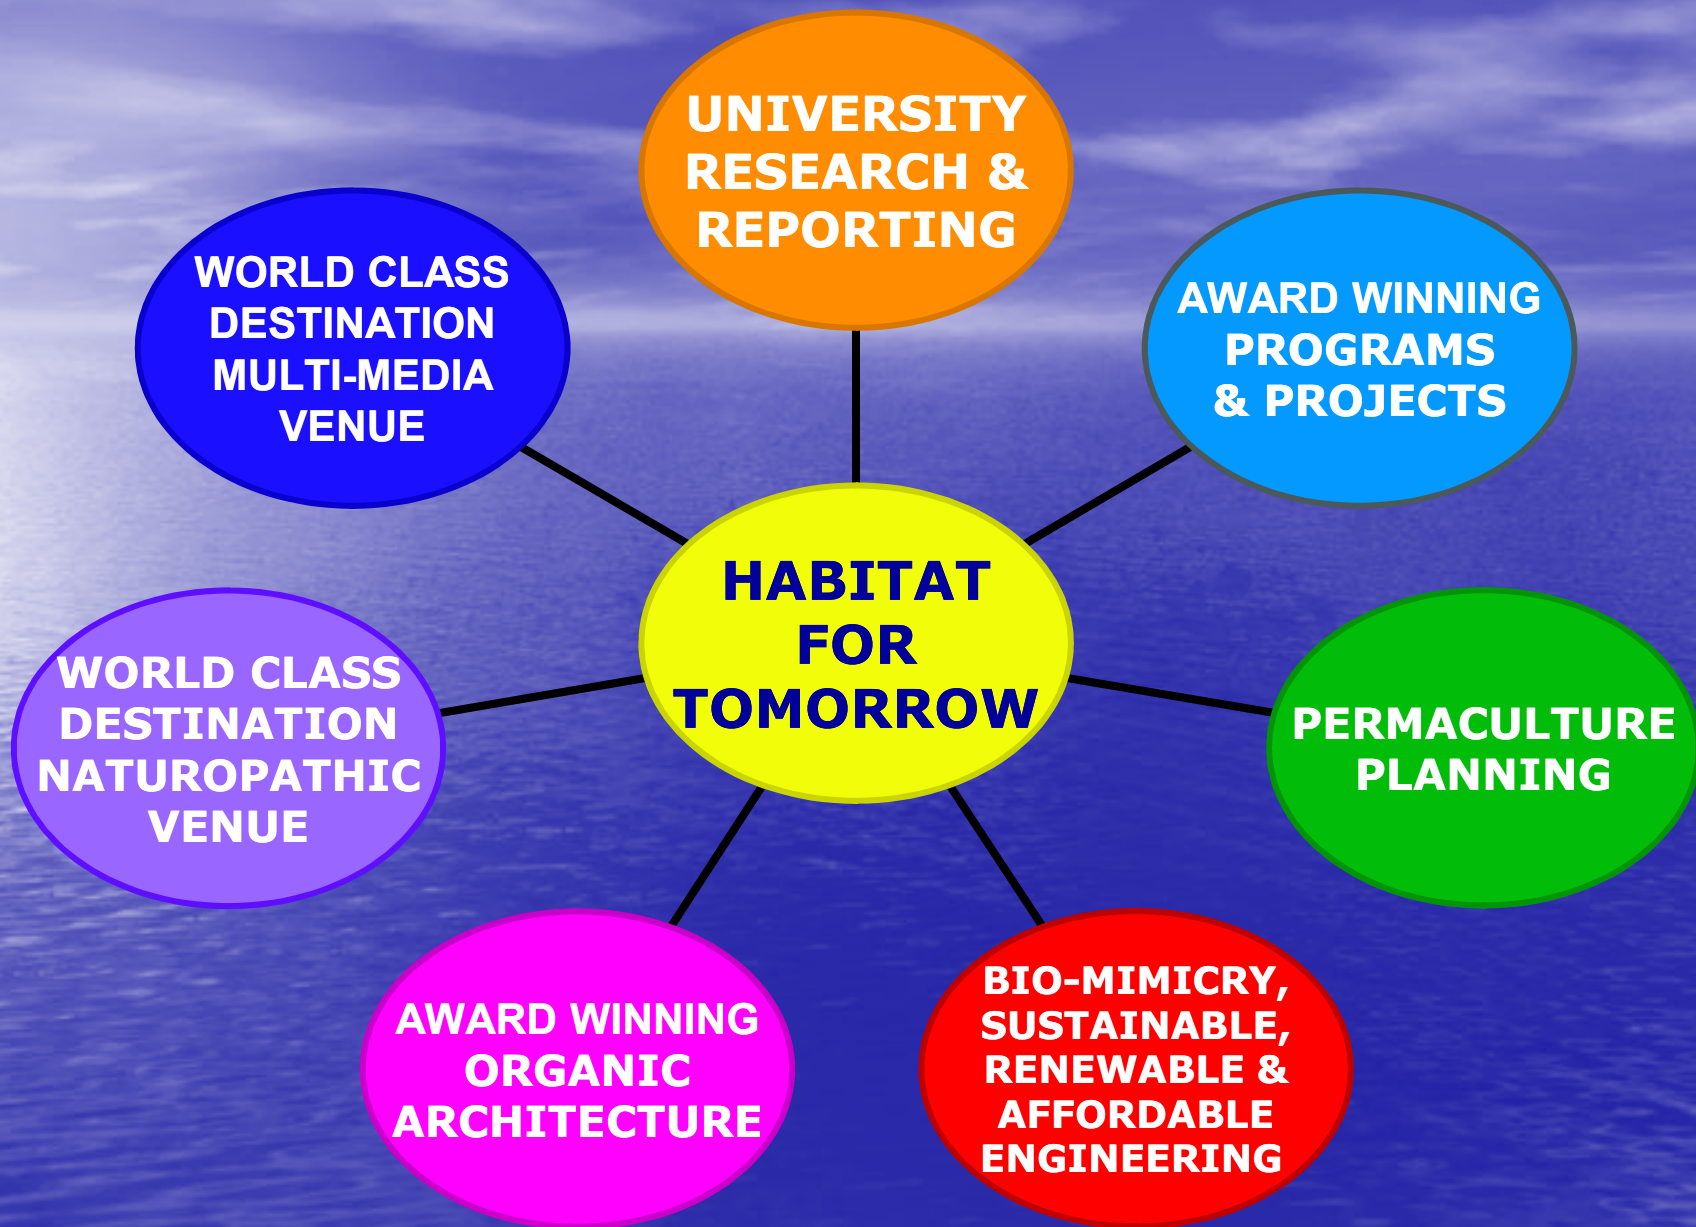 UNIVERSITY
RESEARCH &
REPORTING
WORLD CLASS
DESTINATION
MULTI-MEDIA
VENUE
AWARD WINNING
PROGRAMS
& PROJECTS
HABITAT
FOR
TOMORROW
WORLD CLASS
DESTINATION
NATUROPATHIC
VENUE
PERMACULTURE
PLANNING
AWARD WINNING
ORGANIC
ARCHITECTURE
BIO-MIMICRY,
SUSTAINABLE,
RENEWABLE &
AFFORDABLE
ENGINEERING